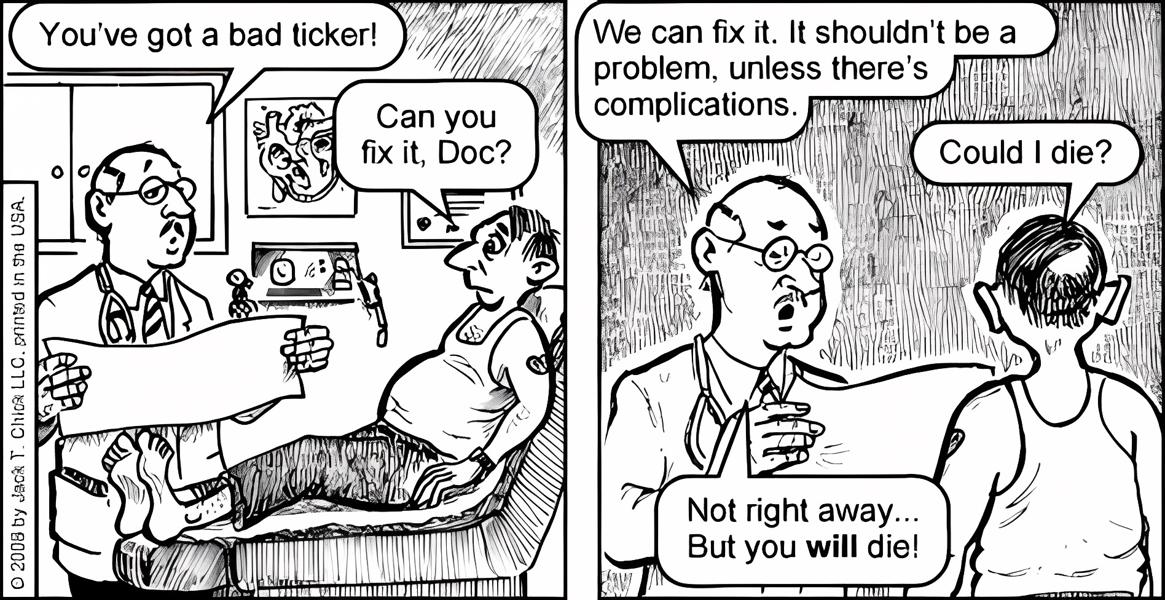 You've got a bad ticker!
Can you
fix it, Doc?
© 2008 by Jack T. Chick LLC. printed in the USA.
We can fix it. It shouldn't be a
problem, unless there's
complications.
Could I die?
Not right away...
But you will die!